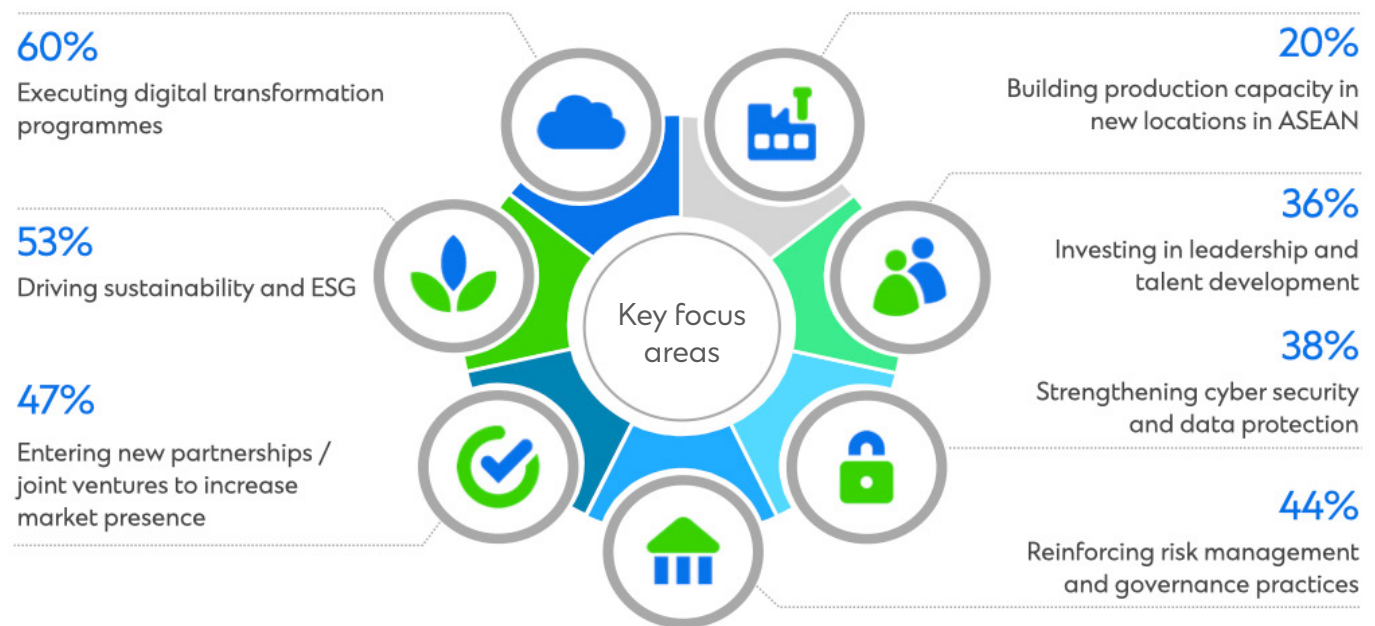 60%
Executing digital transformation
programmes
53%
Driving sustainability and ESG
47%
Entering new partnerships /
joint ventures to increase
market presence
Key focus
areas
20%
Building production capacity in
new locations in ASEAN
36%
Investing in leadership and
talent development
38%
Strengthening cyber security
and data protection
44%
Reinforcing risk management
and governance practices